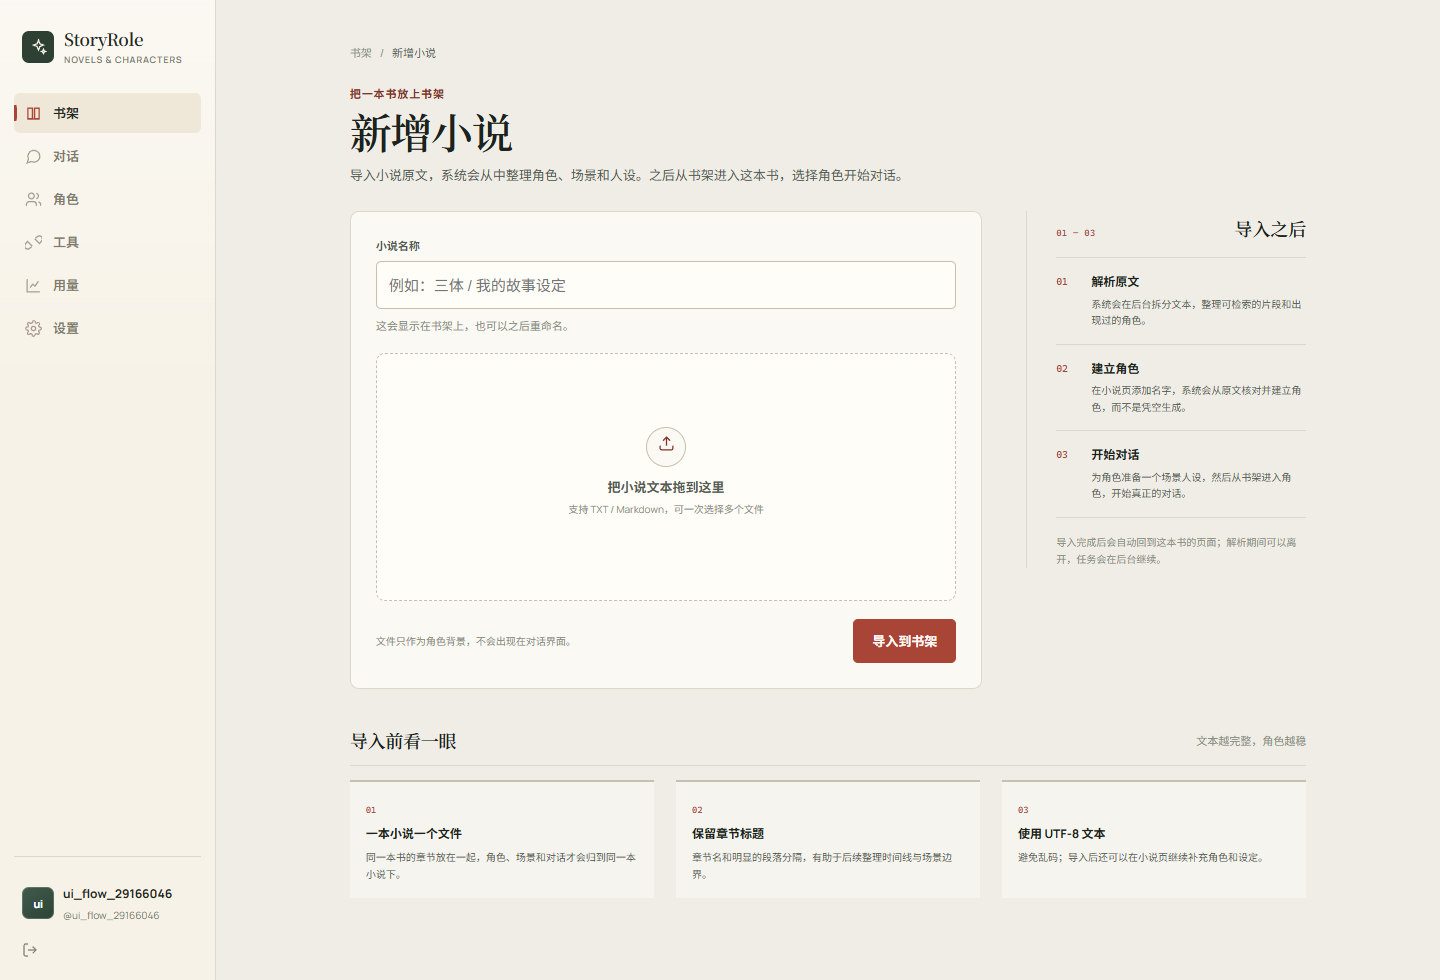 StoryRole
NOVELS & CHARACTERS
书架
对话
角色
工具
用量
设置
ui
ui_flow_29166046
@ui_flow_29166046
书架 / 新增小说
把一本书放上书架
新增小说
导入小说原文，系统会从中整理角色、场景和人设。之后从书架进入这本书，选择角色开始对话。
小说名称
例如：三体 / 我的故事设定
这会显示在书架上，也可以之后重命名。
把小说文本拖到这里
支持 TXT / Markdown，可一次选择多个文件
文件只作为角色背景，不会出现在对话界面。
导入到书架
01 — 03
导入之后
01
解析原文
系统会在后台拆分文本，整理可检索的片段和出
现过的角色。
02
建立角色
在小说页添加名字，系统会从原文核对并建立角
色，而不是凭空生成。
03
开始对话
为角色准备一个场景人设，然后从书架进入角
色，开始真正的对话。
导入完成后会自动回到这本书的页面；解析期间可以离
开，任务会在后台继续。
导入前看一眼
文本越完整，角色越稳
01
一本小说一个文件
同一本书的章节放在一起，角色、场景和对话才会归到同一本
小说下。
02
保留章节标题
章节名和明显的段落分隔，有助于后续整理时间线与场景边
界。
03
使用 UTF-8 文本
避免乱码；导入后还可以在小说页继续补充角色和设定。